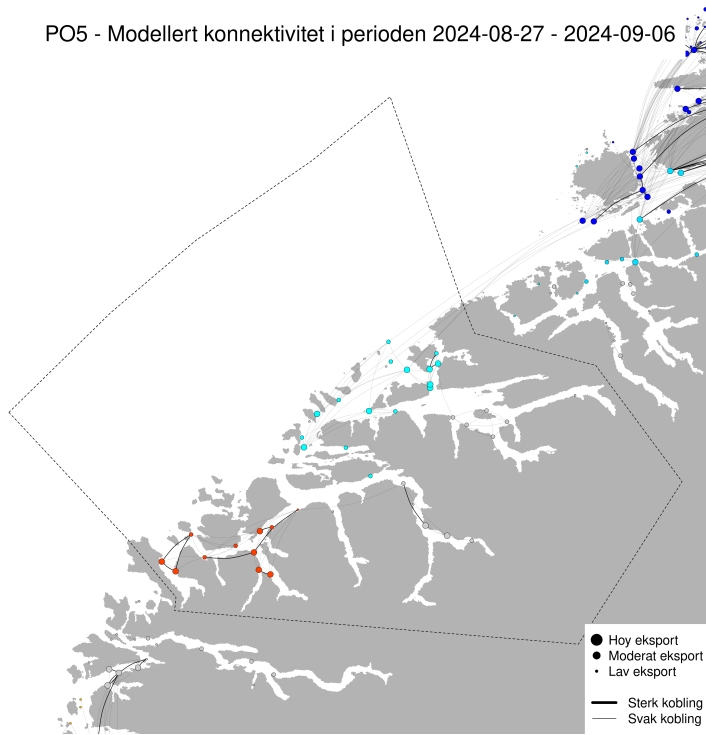 PO5 - Modellert konnektivitet i perioden 2024-08-27 - 2024-09-06
Hoy eksport
Moderat eksport
Lav eksport
Sterk kobling
Svak kobling